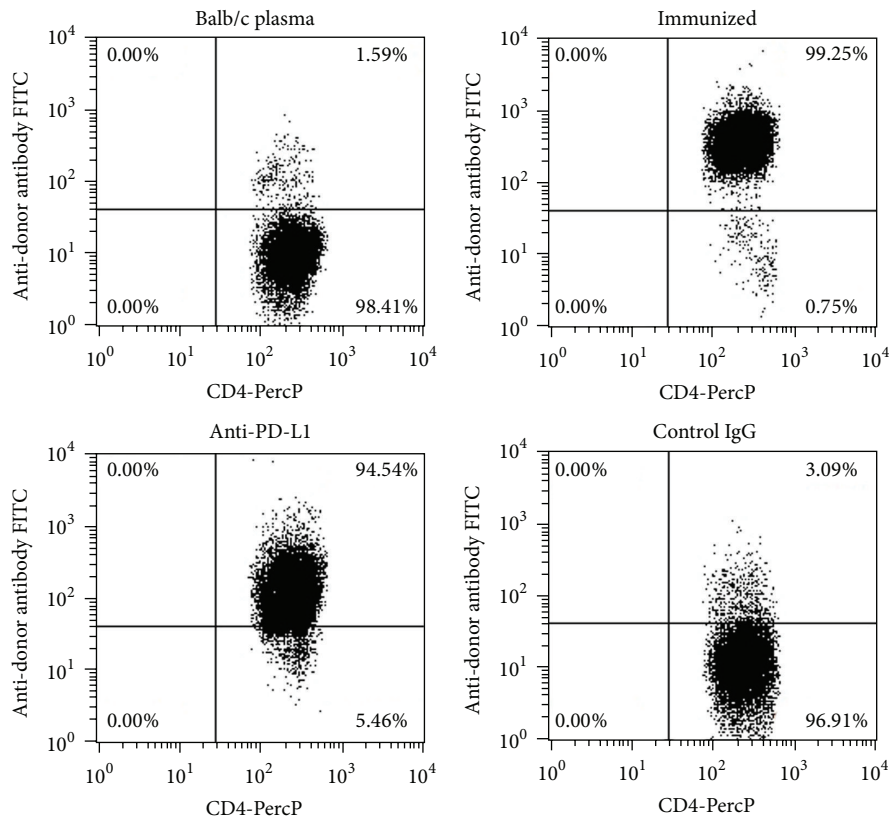 Balb/c plasma
10^4
0.00%
1.59%
10^3
10^2
10^1
0.00%
98.41%
10^0
10^0 10^1 10^2 10^3 10^4
Anti-donor antibody FITC
CD4-PercP
Immunized
10^4
0.00%
99.25%
10^3
10^2
10^1
0.00%
0.75%
10^0
10^0 10^1 10^2 10^3 10^4
Anti-donor antibody FITC
CD4-PercP
Anti-PD-L1
10^4
0.00%
94.54%
10^3
10^2
10^1
0.00%
5.46%
10^0
10^0 10^1 10^2 10^3 10^4
Anti-donor antibody FITC
CD4-PercP
Control IgG
10^4
0.00%
3.09%
10^3
10^2
10^1
0.00%
96.91%
10^0
10^0 10^1 10^2 10^3 10^4
Anti-donor antibody FITC
CD4-PercP